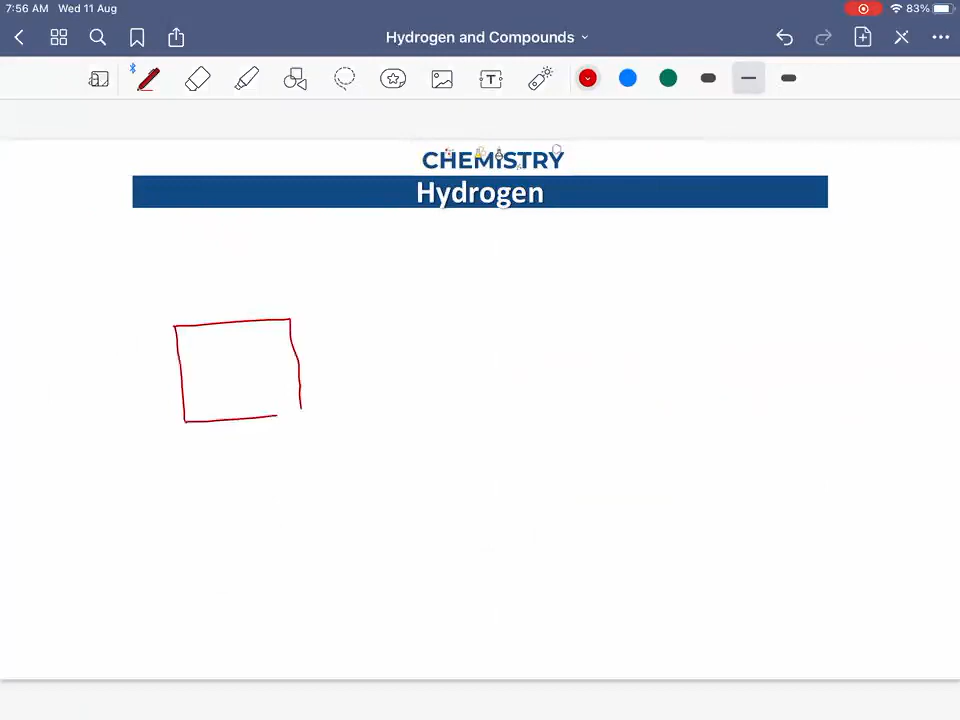 7:56 AM Wed 11 Aug
83%
Hydrogen and Compounds
T
CHEMISTRY
Hydrogen